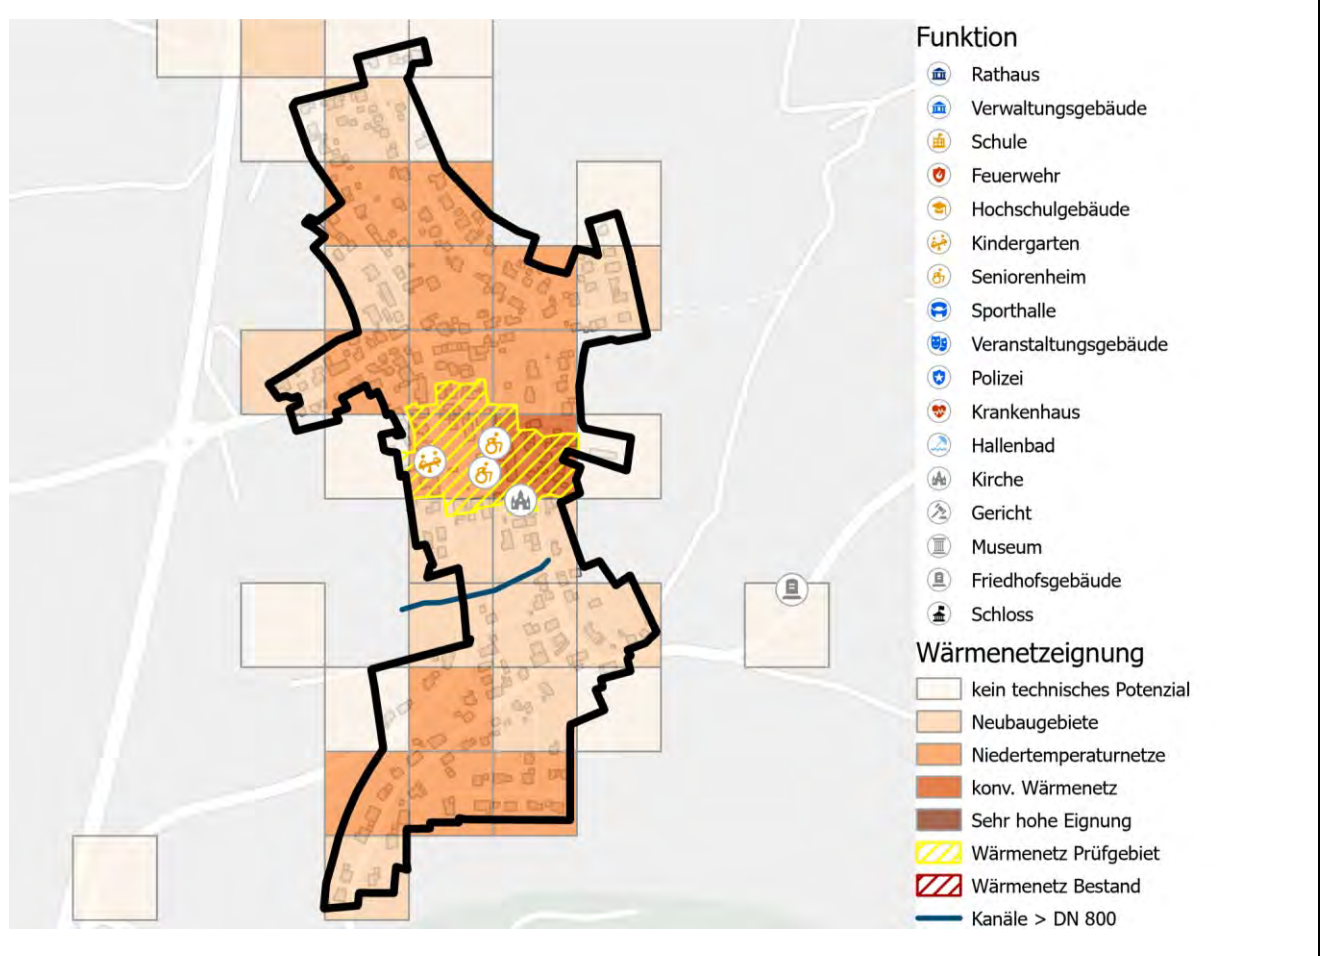 Funktion
Rathaus
Verwaltungsgebäude
Schule
Feuerwehr
Hochschulgebäude
Kindergarten
Seniorenheim
Sporthalle
Veranstaltungsgebäude
Polizei
Krankenhaus
Hallenbad
Kirche
Gericht
Museum
Friedhofsgebäude
Schloss
Wärmenetzeignung
kein technisches Potenzial
Neubaugebiete
Niedertemperaturnetze
konv. Wärmenetz
Sehr hohe Eignung
Wärmenetz Prüfgebiet
Wärmenetz Bestand
Kanäle > DN 800